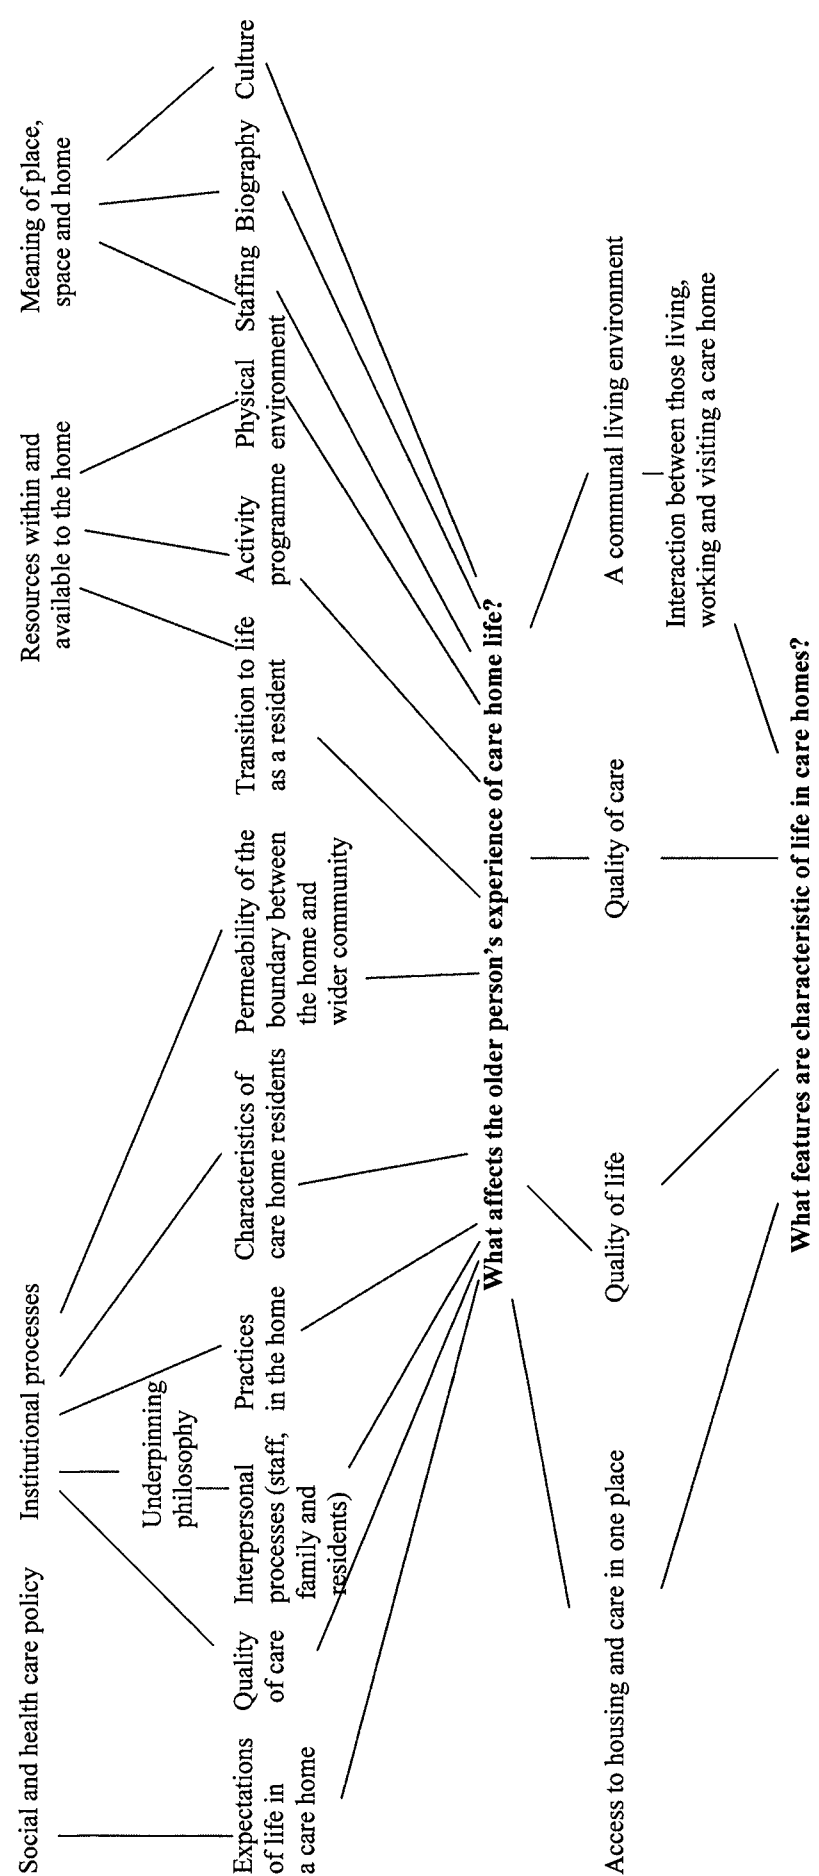 Social and health care policy
Institutional processes
Resources within and
available to the home
Meaning of place,
space and home
Underpinning
philosophy
Expectations
of life in
a care home
Quality
of care
Interpersonal
processes (staff,
family and
residents)
Practices
in the home
Characteristics of
care home residents
Permeability of the
boundary between
the home and
wider community
Transition to life
as a resident
Activity
programme
Physical
environment
Staffing
Biography
Culture
What affects the older person's experience of care home life?
Access to housing and care in one place
Quality of life
Quality of care
A communal living environment
Interaction between those living,
working and visiting a care home
What features are characteristic of life in care homes?